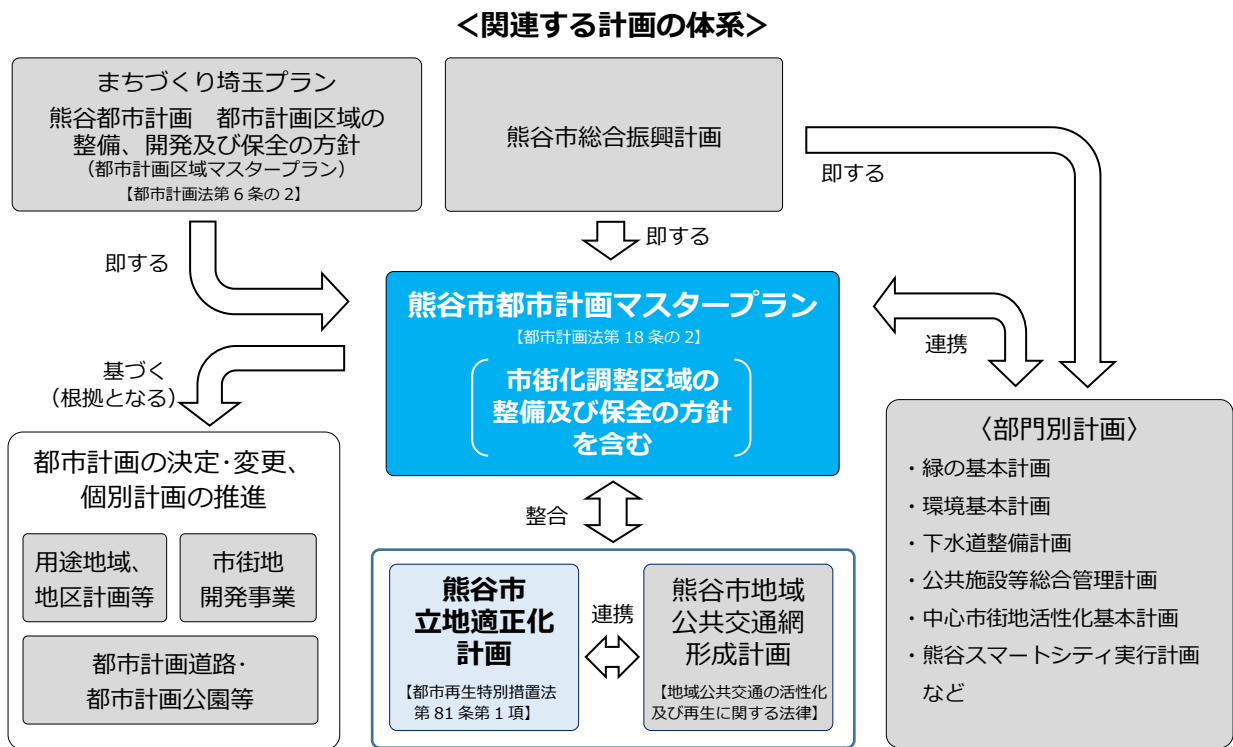 ＜関連する計画の体系＞
まちづくり埼玉プラン
熊谷都市計画　都市計画区域の
整備、開発及び保全の方針
（都市計画区域マスタープラン）
【都市計画法第 6 条の 2】
熊谷市総合振興計画
即する
即する
即する
熊谷市都市計画マスタープラン
【都市計画法第 18 条の 2】
市街化調整区域の
整備及び保全の方針
を含む
連携
基づく
（根拠となる）
都市計画の決定・変更、
個別計画の推進
用途地域、
地区計画等
市街地
開発事業
都市計画道路・
都市計画公園等
整合
熊谷市
立地適正化
計画
【都市再生特別措置法
第 81 条第 1 項】
連携
熊谷市地域
公共交通網
形成計画
【地域公共交通の活性化
及び再生に関する法律】
〈部門別計画〉
・緑の基本計画
・環境基本計画
・下水道整備計画
・公共施設等総合管理計画
・中心市街地活性化基本計画
・熊谷スマートシティ実行計画
など